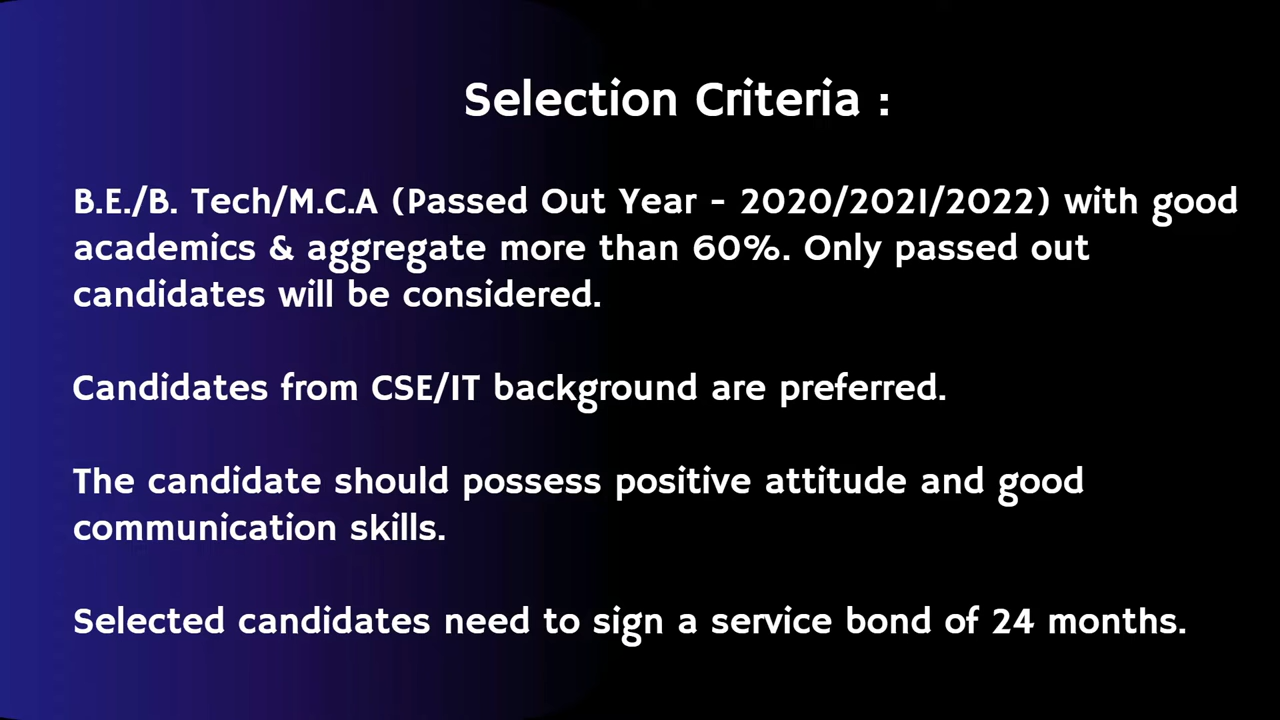 Selection Criteria :
B.E./B. Tech/M.C.A (Passed Out Year - 2020/2021/2022) with good
academics & aggregate more than 60%. Only passed out
candidates will be considered.
Candidates from CSE/IT background are preferred.
The candidate should possess positive attitude and good
communication skills.
Selected candidates need to sign a service bond of 24 months.